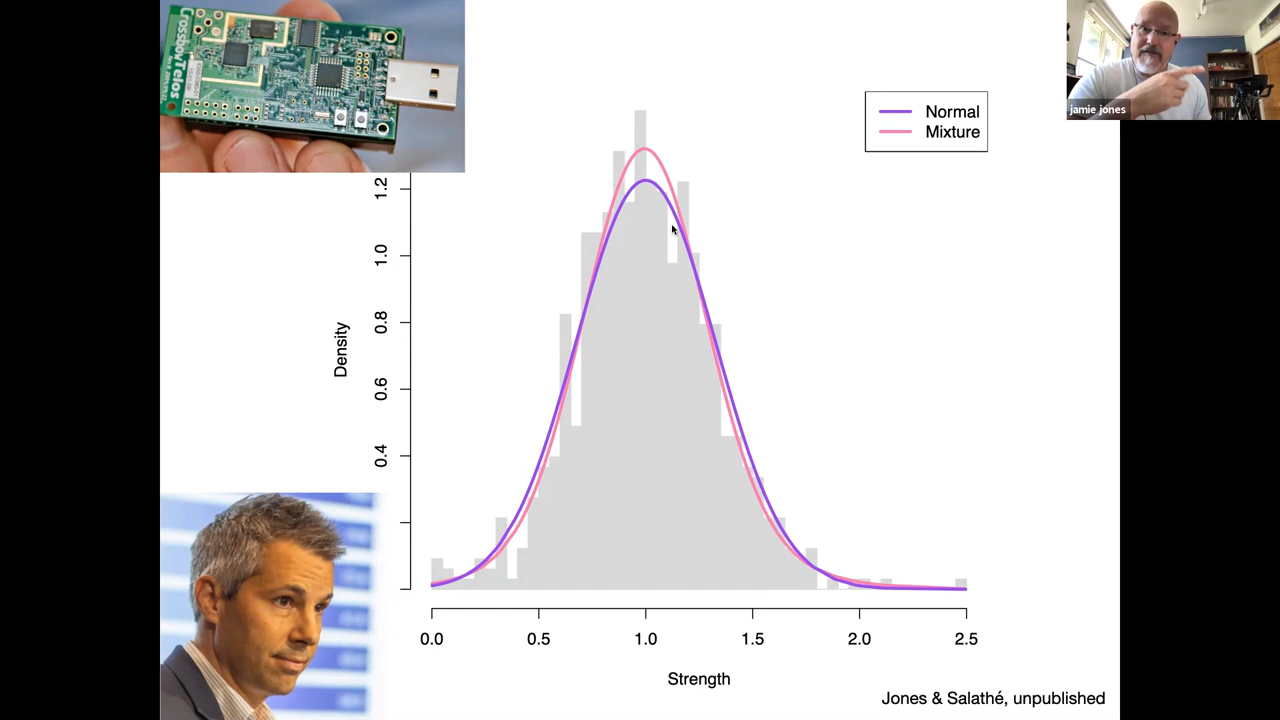 CrossbowTelos
jamie jones
Normal
Mixture
1.2
1.0
0.8
0.6
0.4
Density
0.0 0.5 1.0 1.5 2.0 2.5
Strength
Jones & Salathé, unpublished